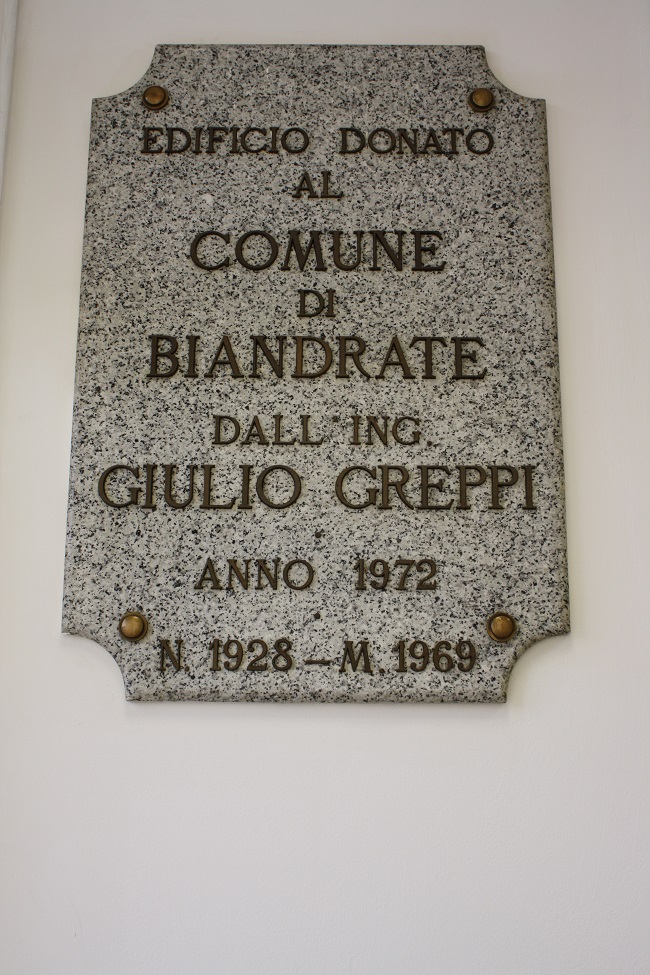 EDIFICIO DONATO
AL
COMUNE
DI
BIANDRATE
DALL'ING.
GIULIO GREPPI
ANNO 1972
N. 1928 - M. 1969